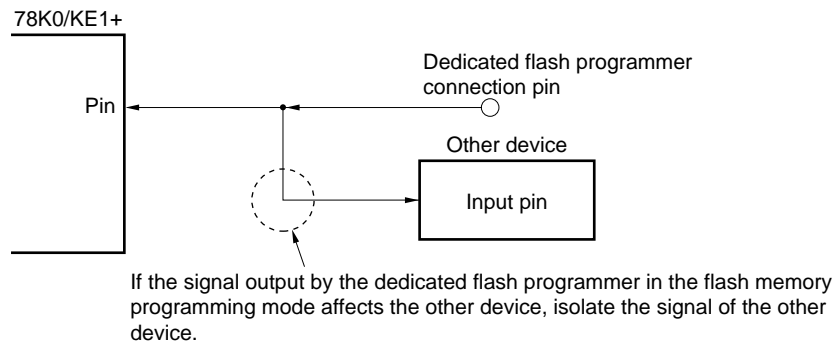 78K0/KE1+
Dedicated flash programmer
connection pin
Pin
Other device
Input pin
If the signal output by the dedicated flash programmer in the flash memory
programming mode affects the other device, isolate the signal of the other
device.